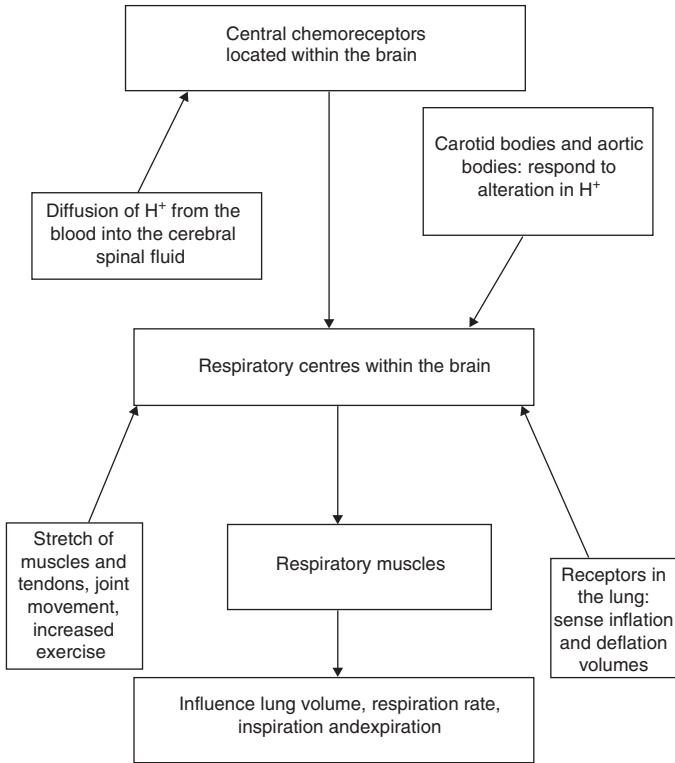 Central chemoreceptors
located within the brain
Carotid bodies and aortic
bodies: respond to
alteration in H⁺
Diffusion of H⁺ from the
blood into the cerebral
spinal fluid
Respiratory centres within the brain
Stretch of
muscles and
tendons, joint
movement,
increased
exercise
Respiratory muscles
Receptors in
the lung:
sense inflation
and deflation
volumes
Influence lung volume, respiration rate,
inspiration andexpiration